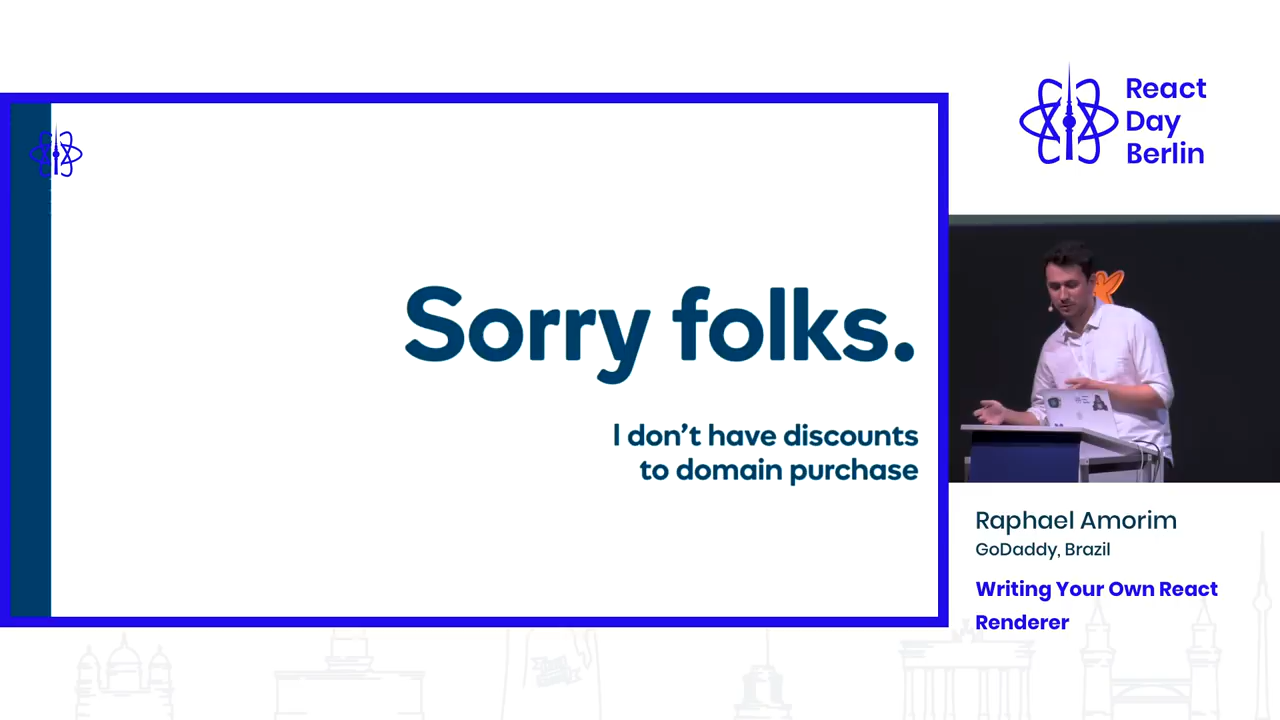 Sorry folks.
I don't have discounts
to domain purchase
React
Day
Berlin
Raphael Amorim
GoDaddy, Brazil
Writing Your Own React
Renderer